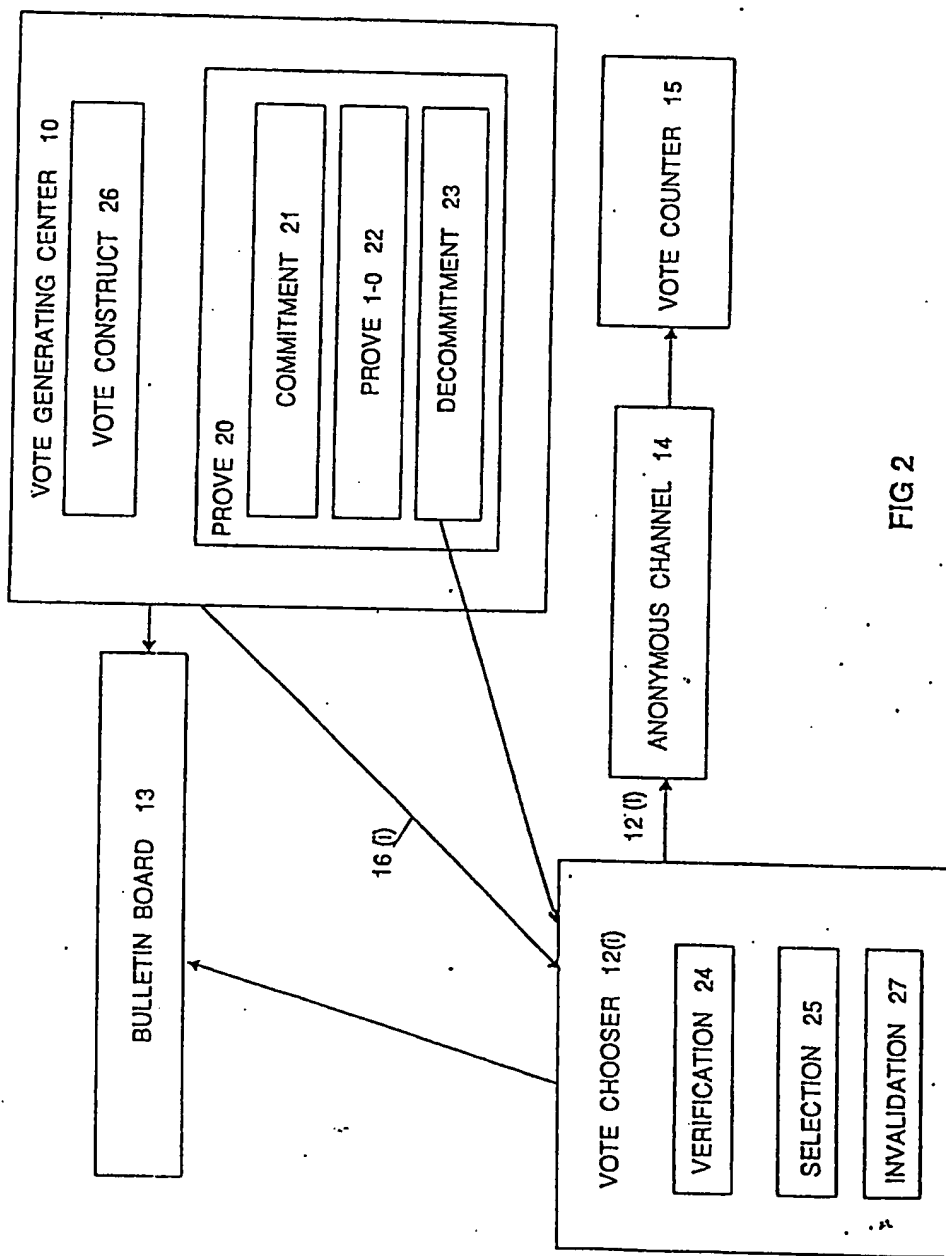 VOTE GENERATING CENTER 10
VOTE CONSTRUCT 26
PROVE 20
COMMITMENT 21
PROVE 1-0 22
DECOMMITMENT 23
BULLETIN BOARD 13
16 (i)
VOTE CHOOSER 12(i)
VERIFICATION 24
SELECTION 25
INVALIDATION 27
12'(i)
ANONYMOUS CHANNEL 14
VOTE COUNTER 15
FIG 2